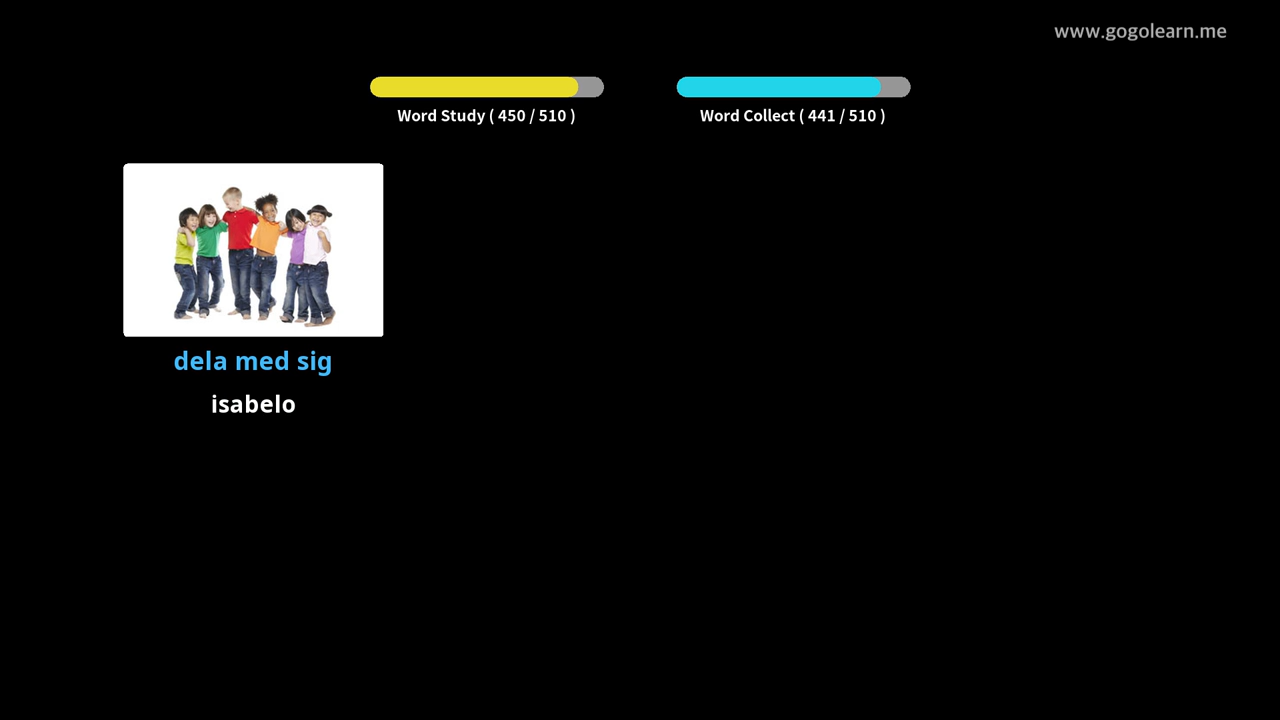 www.gogolearn.me
Word Study ( 450 / 510 )
Word Collect ( 441 / 510 )
dela med sig
isabelo